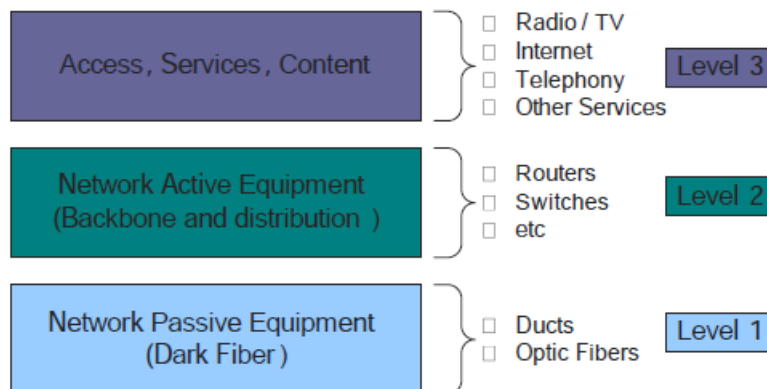 Access, Services, Content
Radio / TV
Internet
Telephony
Other Services
Level 3
Network Active Equipment
(Backbone and distribution )
Routers
Switches
etc
Level 2
Network Passive Equipment
(Dark Fiber)
Ducts
Optic Fibers
Level 1